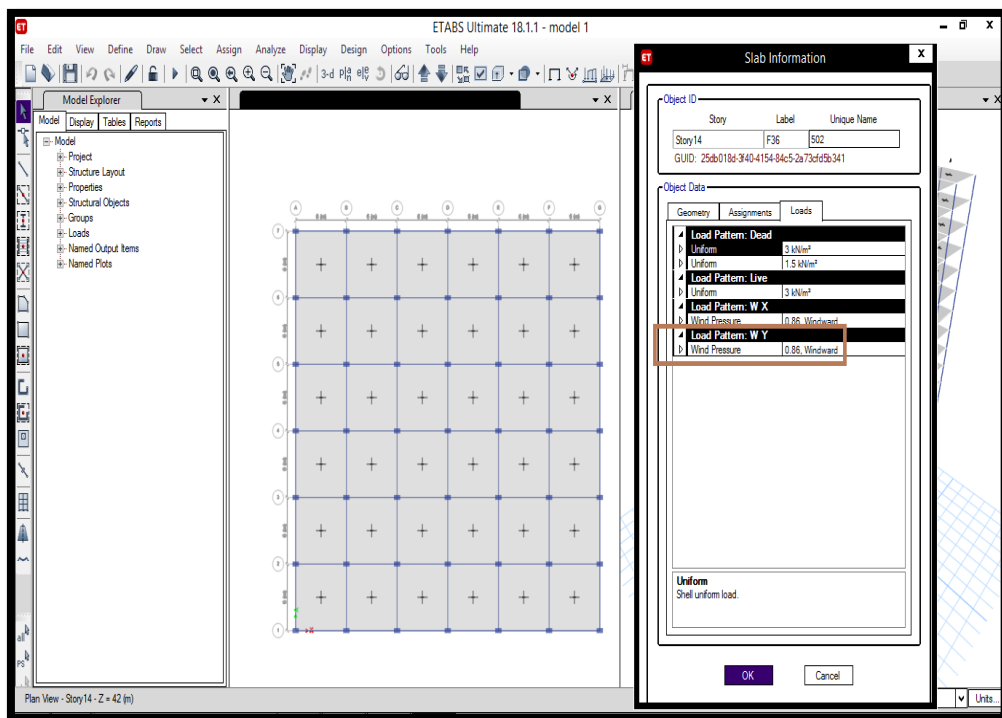 ET
ETABS Ultimate 18.1.1 - model 1
File Edit View Define Draw Select Assign Analyze Display Design Options Tools Help
3-d
Model Explorer
Model Display Tables Reports
Model
Project
Structure Layout
Properties
Structural Objects
Groups
Loads
Named Output Items
Named Plots
A B C D E F G
7
6
5
4
3
2
1
X
all
PS
Plan View - Story14 - Z = 42 (m)
Units...
ET
Slab Information
X
Object ID
Story Label Unique Name
Story14 F36 502
GUID: 25db018d-3f40-4154-84c5-2a73cfd5b341
Object Data
Geometry Assignments Loads
Load Pattern: Dead
Uniform 3 kN/m²
Uniform 1.5 kN/m²
Load Pattern: Live
Uniform 3 kN/m²
Load Pattern: W X
Wind Pressure 0.86, Windward
Load Pattern: W Y
Wind Pressure 0.86, Windward
Uniform
Shell uniform load.
OK Cancel